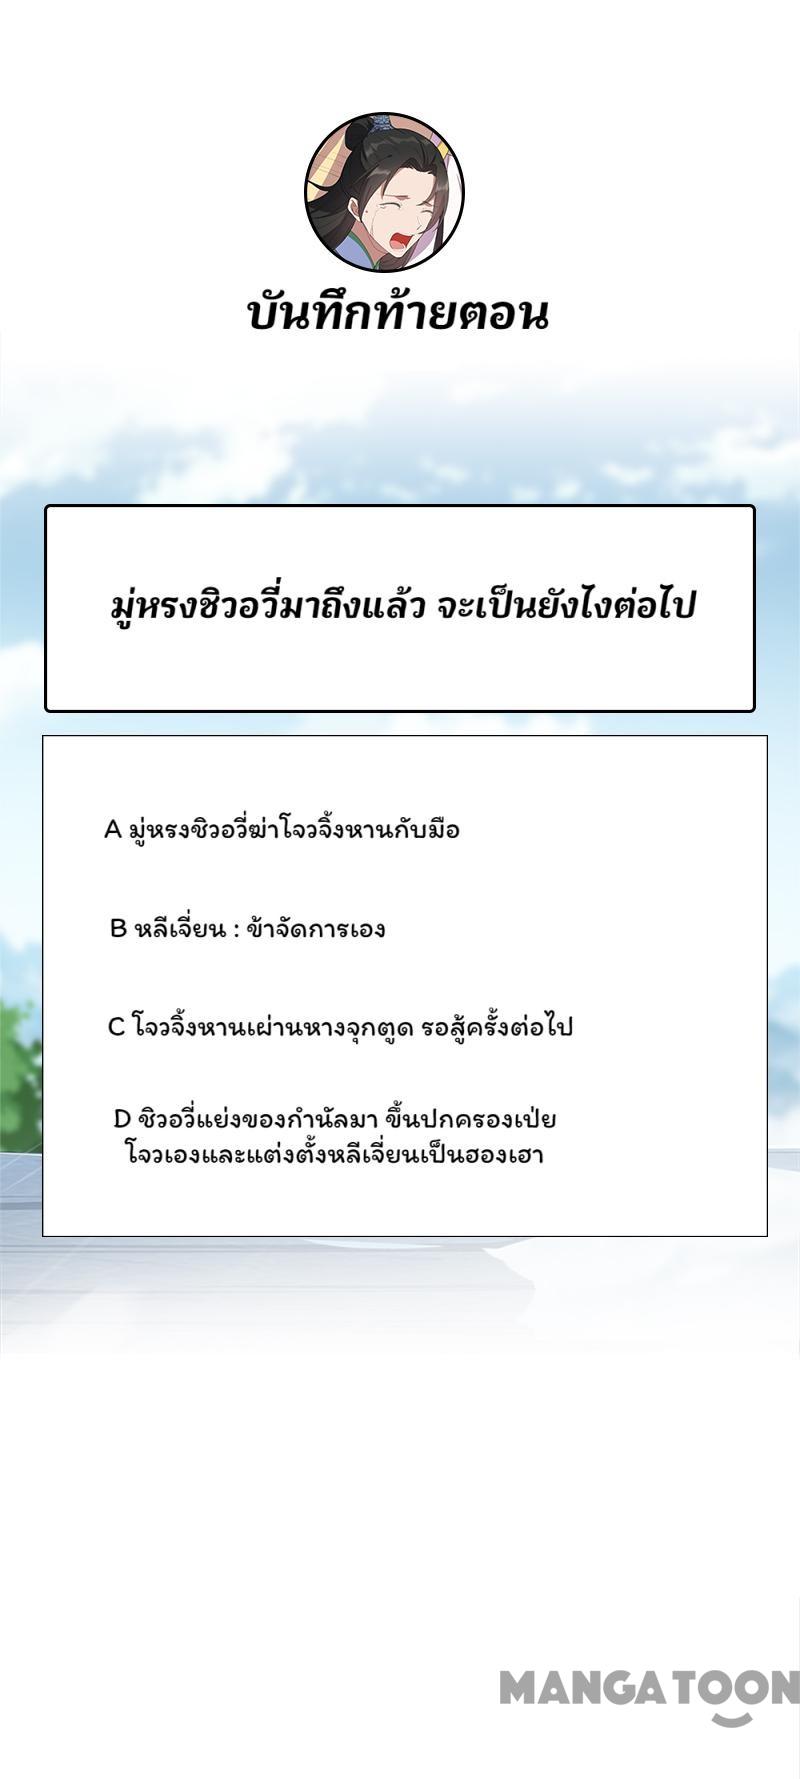 บันทึกท้ายตอน
มู่หรงชิวอวี่มาถึงแล้ว จะเป็นยังไงต่อไป
A มู่หรงชิวอวี่ฆ่าโจวจิ้งหานกับมือ
B หลีเจี่ยน : ข้าจัดการเอง
C โจวจิ้งหานเผ่านหางจุกตูด รอสู้ครั้งต่อไป
D ชิวอวี่แย่งของกำนัลมา ขึ้นปกครองเป่ย
โจวเองและแต่งตั้งหลีเจี่ยนเป็นฮองเฮา
MANGA TOON